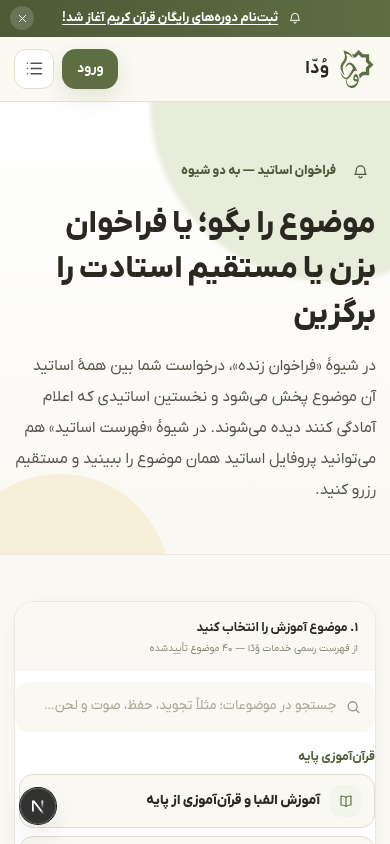 ثبت‌نام دوره‌های رایگان قرآن کریم آغاز شد!
وُدّا
ورود
فراخوان اساتید — به دو شیوه
موضوع را بگو؛ یا فراخوان
بزن یا مستقیم استادت را
برگزین
در شیوهٔ «فراخوان زنده»، درخواست شما بین همهٔ اساتید
آن موضوع پخش می‌شود و نخستین اساتیدی که اعلام
آمادگی کنند دیده می‌شوند. در شیوهٔ «فهرست اساتید» هم
می‌توانید پروفایل اساتید همان موضوع را ببینید و مستقیم
رزرو کنید.
۱. موضوع آموزش را انتخاب کنید
از فهرست رسمی خدمات وُدّا — ۴۰ موضوع تأییدشده
جستجو در موضوعات؛ مثلاً تجوید، حفظ، صوت و لحن...
قرآن‌آموزی پایه
آموزش الفبا و قرآن‌آموزی از پایه
N